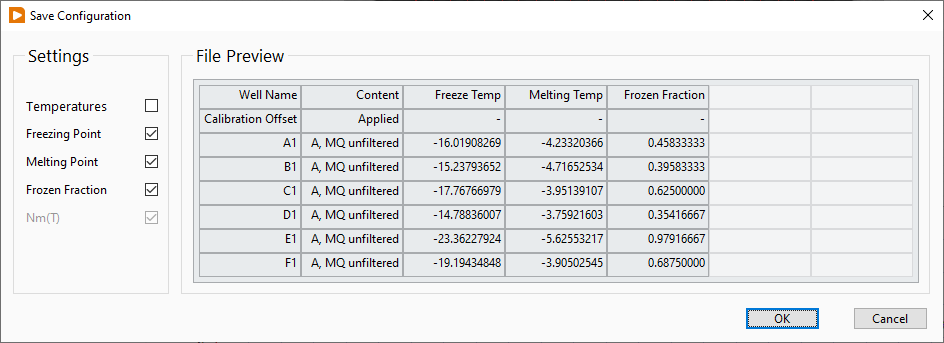 Save Configuration
Settings
File Preview
Temperatures
Freezing Point
Melting Point
Frozen Fraction
Nm(T)
Well Name Content Freeze Temp Melting Temp Frozen Fraction
Calibration Offset Applied - - -
A1 A, MQ unfiltered -16.01908269 -4.23320366 0.45833333
B1 A, MQ unfiltered -15.23793652 -4.71652534 0.39583333
C1 A, MQ unfiltered -17.76766979 -3.95139107 0.62500000
D1 A, MQ unfiltered -14.78836007 -3.75921603 0.35416667
E1 A, MQ unfiltered -23.36227924 -5.62553217 0.97916667
F1 A, MQ unfiltered -19.19434848 -3.90502545 0.68750000
OK Cancel